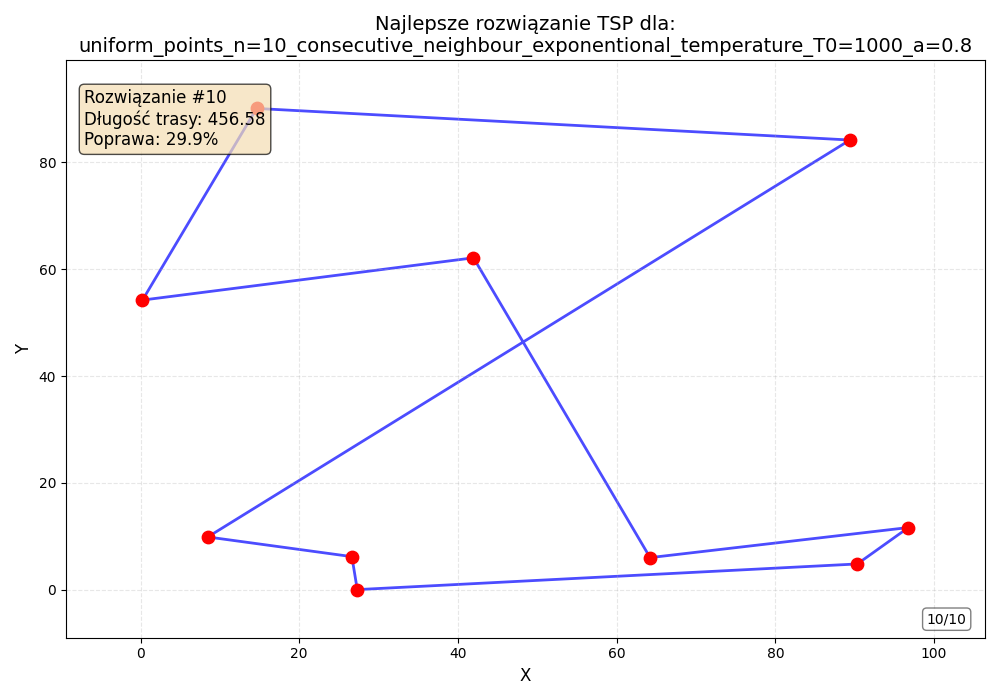 Najlepsze rozwiązanie TSP dla:
uniform_points_n=10_consecutive_neighbour_exponentional_temperature_T0=1000_a=0.8
Rozwiązanie #10
Długość trasy: 456.58
Poprawa: 29.9%
80
60
40
20
0
Y
10/10
0 20 40 60 80 100
X